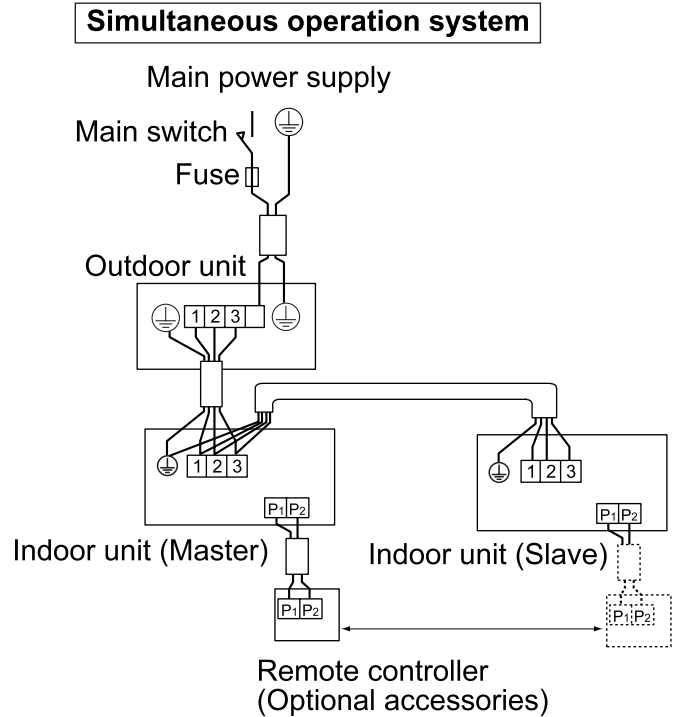 Simultaneous operation system
Main power supply
Main switch
Fuse
Outdoor unit
1 2 3
1 2 3
1 2 3
P1 P2
P1 P2
Indoor unit (Master)
Indoor unit (Slave)
P1 P2
P1 P2
Remote controller
(Optional accessories)